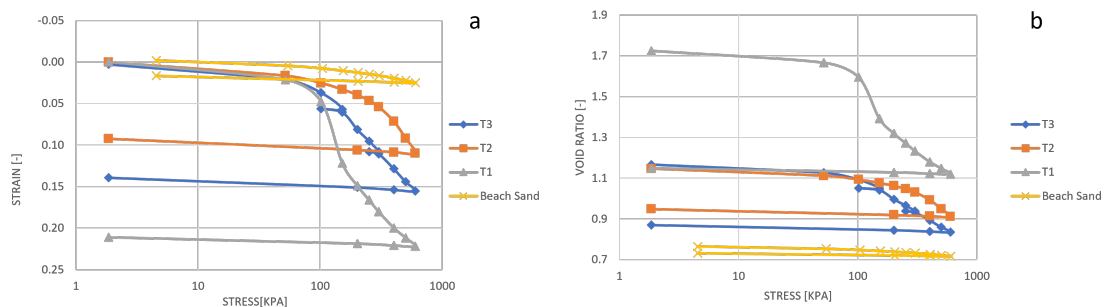 a
-0.05
0.00
0.05
0.10
0.15
0.20
0.25
STRAIN [-]
1
10
100
1000
STRESS[KPA]
T3
T2
T1
Beach Sand
b
1.9
1.7
1.5
1.3
1.1
0.9
0.7
VOID RATIO [-]
1
10
100
1000
STRESS [KPA]
T3
T2
T1
Beach Sand